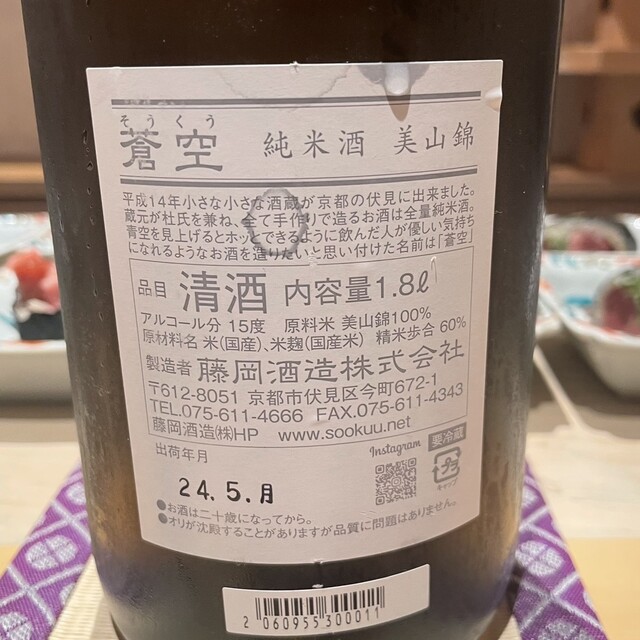 そうくう
蒼空 純米酒 美山錦
平成14年小さな小さな酒蔵が京都の伏見に出来ました。
蔵元が杜氏を兼ね、全て手作りで造るお酒は全量純米酒。
青空を見上げるとホッとできるように飲んだ人が優しい気持ち
になれるようなお酒を造りたいと思い付けた名前は「蒼空」
品目 清酒 内容量1.8ℓ
アルコール分 15度 原料米 美山錦100%
原材料名 米(国産)、米麹(国産米) 精米歩合 60%
製造者 藤岡酒造株式会社
〒612-8051 京都市伏見区今町672-1
TEL.075-611-4666 FAX.075-611-4343
藤岡酒造㈱HP www.sookuu.net
出荷年月
24.5.月
Instagram
要冷蔵
プラ
キャップ
●お酒は二十歳になってから。
●オリが沈殿することがありますが品質に問題はありません。
2 060955 300011